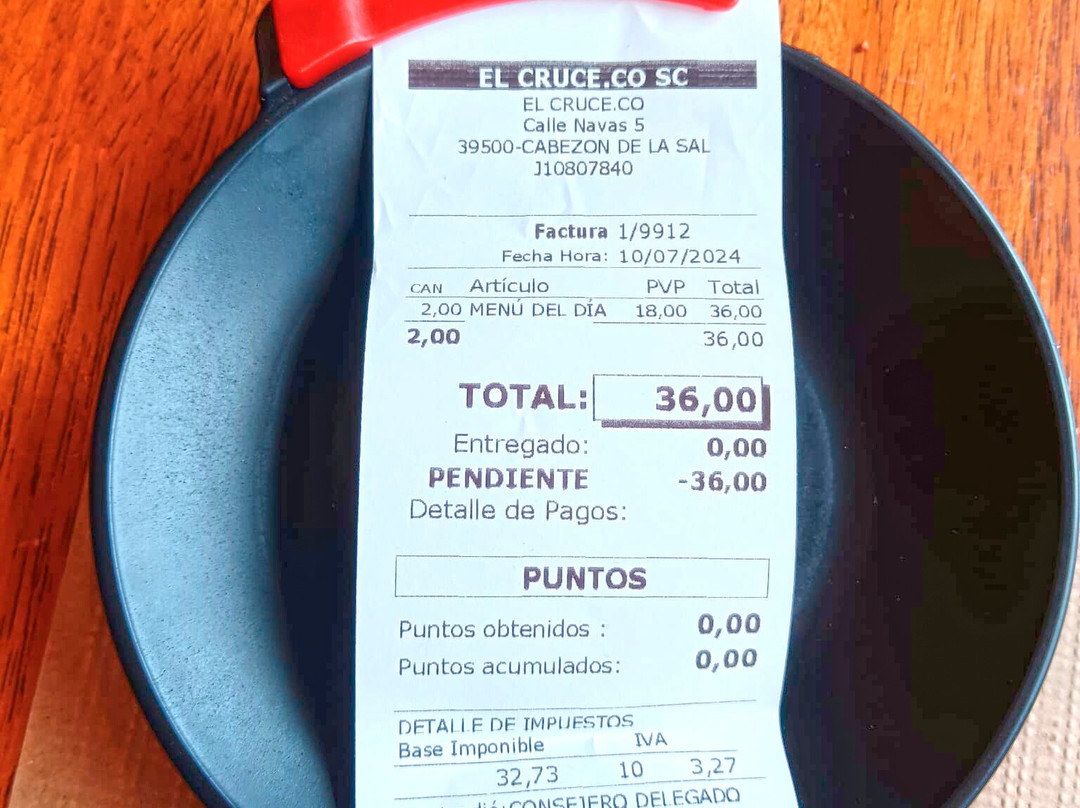 EL CRUCE.CO SC
EL CRUCE.CO
Calle Navas 5
39500-CABEZON DE LA SAL
J10807840
Factura 1/9912
Fecha Hora: 10/07/2024
CAN Artículo PVP Total
2,00 MENÚ DEL DÍA 18,00 36,00
2,00 36,00
TOTAL: 36,00
Entregado: 0,00
PENDIENTE -36,00
Detalle de Pagos:
PUNTOS
Puntos obtenidos : 0,00
Puntos acumulados: 0,00
DETALLE DE IMPUESTOS
Base Imponible IVA
32,73 10 3,27
CONSEJERO DELEGADO